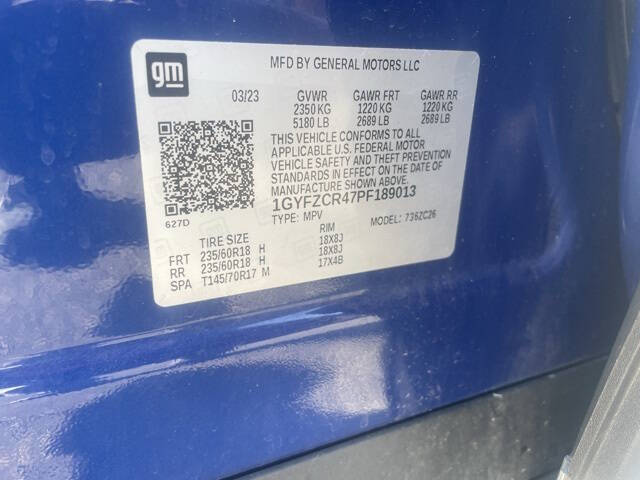 gm
MFD BY GENERAL MOTORS LLC
03/23 GVWR GAWR FRT GAWR RR
2350 KG 1220 KG 1220 KG
5180 LB 2689 LB 2689 LB
THIS VEHICLE CONFORMS TO ALL
APPLICABLE U.S. FEDERAL MOTOR
VEHICLE SAFETY AND THEFT PREVENTION
STANDARDS IN EFFECT ON THE DATE OF
MANUFACTURE SHOWN ABOVE.
1GYFZCR47PF189013
627D
TYPE: MPV MODEL: 736ZC26
TIRE SIZE RIM
FRT 235/60R18 H 18X8J
RR 235/60R18 H 18X8J
SPA T145/70R17 M 17X4B